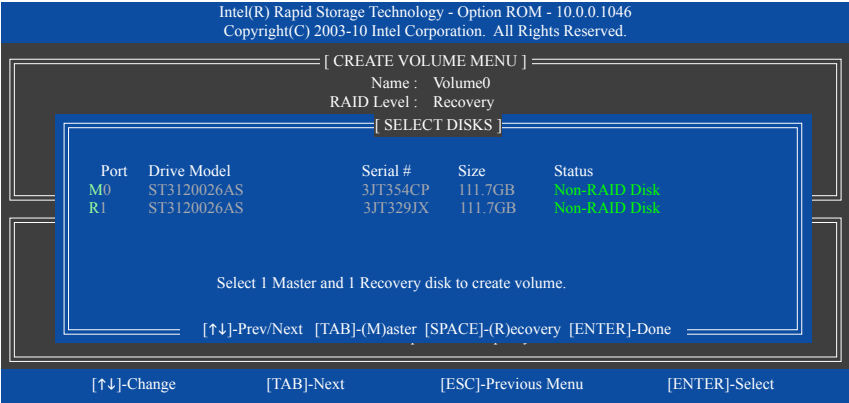 Intel(R) Rapid Storage Technology - Option ROM - 10.0.0.1046
Copyright(C) 2003-10 Intel Corporation. All Rights Reserved.
[ CREATE VOLUME MENU ]
Name : Volume0
RAID Level : Recovery
[ SELECT DISKS ]
Port Drive Model Serial # Size Status
M0 ST3120026AS 3JT354CP 111.7GB Non-RAID Disk
R1 ST3120026AS 3JT329JX 111.7GB Non-RAID Disk
Select 1 Master and 1 Recovery disk to create volume.
[↑↓]-Prev/Next [TAB]-(M)aster [SPACE]-(R)ecovery [ENTER]-Done
[↑↓]-Change [TAB]-Next [ESC]-Previous Menu [ENTER]-Select